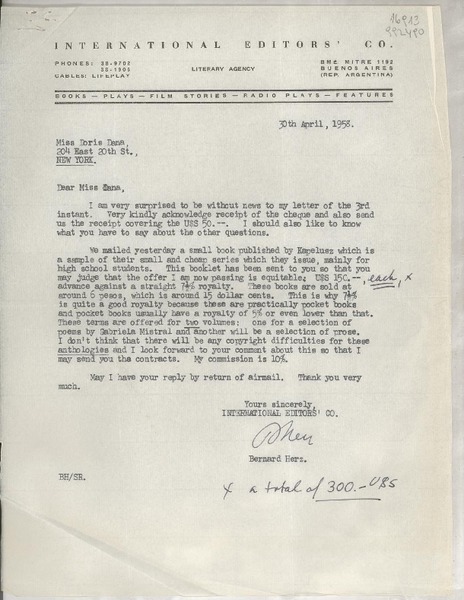 16913
992490
INTERNATIONAL EDITORS' CO.
PHONES: 38-9702
38-1905
CABLES: LIFEPLAY
LITERARY AGENCY
BME. MITRE 1192
BUENOS AIRES
(REP. ARGENTINA)
BOOKS — PLAYS — FILM STORIES — RADIO PLAYS — FEATURES
30th April, 1958.
Miss Doris Dana,
204 East 20th St.,
NEW YORK.
Dear Miss Dana,
I am very surprised to be without news to my letter of the 3rd
instant. Very kindly acknowledge receipt of the cheque and also send
us the receipt covering the U$S 50.--. I should also like to know
what you have to say about the other questions.
We mailed yesterday a small book published by Kapelusz which is
a sample of their small and cheap series which they issue, mainly for
high school students. This booklet has been sent to you so that you
may judge that the offer I am now passing is equitable: U$S 150.--, each, x
advance against a straight 7½% royalty. These books are sold at
around 6 pesos, which is around 15 dollar cents. This is why 7½%
is quite a good royalty because these are practically pocket books
and pocket books usually have a royalty of 5% or even lower than that.
These terms are offered for two volumes: one for a selection of
poems by Gabriela Mistral and another will be a selection of prose.
I don't think that there will be any copyright difficulties for these
anthologies and I look forward to your comment about this so that I
may send you the contracts. My commission is 10%.
May I have your reply by return of airmail. Thank you very
much.
Yours sincerely,
INTERNATIONAL EDITORS' CO.
Bernard Herz.
BH/SR.
x a total of 300.- U$S